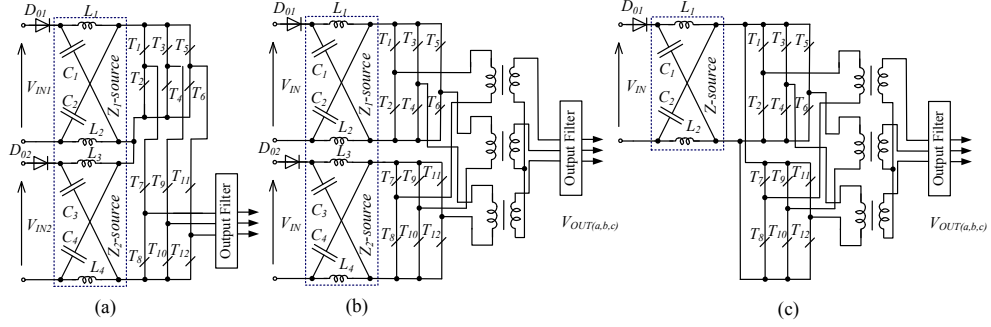 D01
L1
C1
C2
L2
VIN1
Z1-source
T1
T3
T5
T2
T4
T6
D02
L3
C3
C4
L4
VIN2
Z2-source
T7
T9
T11
T8
T10
T12
Output Filter
(a)
D01
L1
C1
C2
L2
VIN
Z1-source
T1
T3
T5
T2
T4
T6
D02
L3
C3
C4
L4
VIN
Z2-source
T7
T9
T11
T8
T10
T12
Output Filter
VOUT(a,b,c)
(b)
D01
L1
C1
C2
L2
VIN
Z-source
T1
T3
T5
T2
T4
T6
T7
T9
T11
T8
T10
T12
Output Filter
VOUT(a,b,c)
(c)